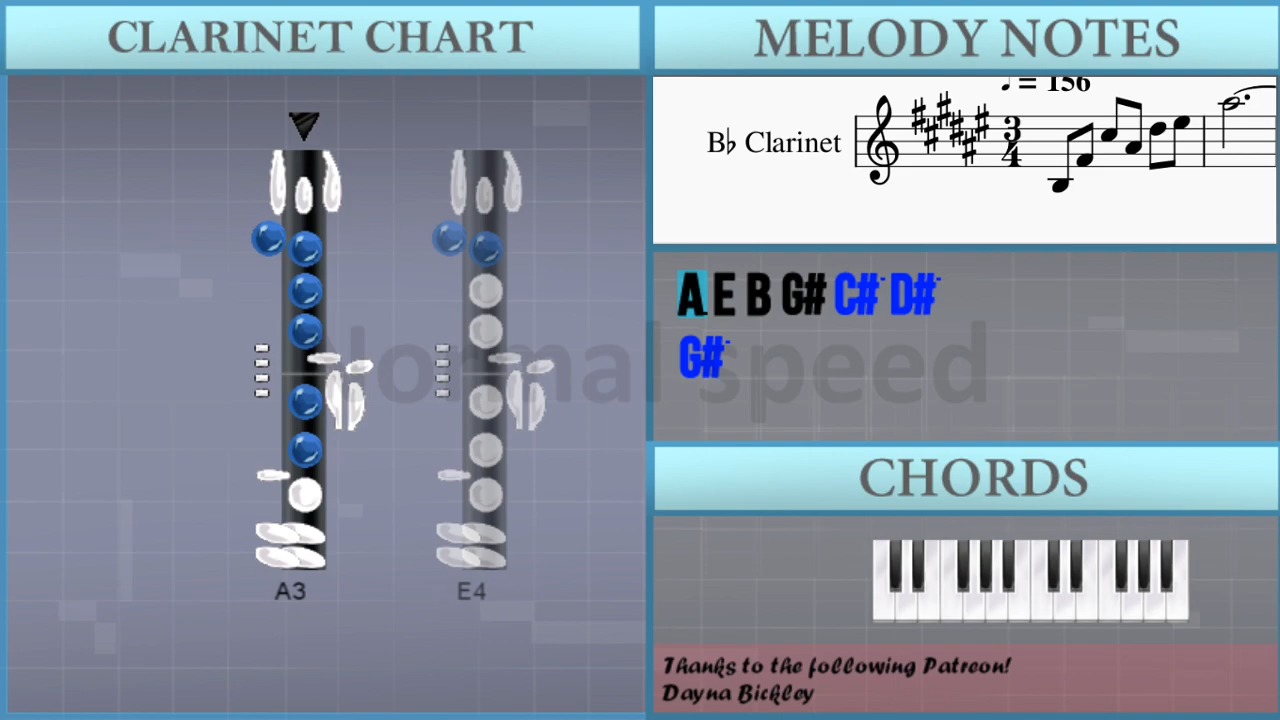 CLARINET CHART
MELODY NOTES
♩ = 156
B♭ Clarinet
3
4
A E B G# C#- D#-
G#-
Normal speed
A3
E4
CHORDS
Thanks to the following Patreon!
Dayna Bickley